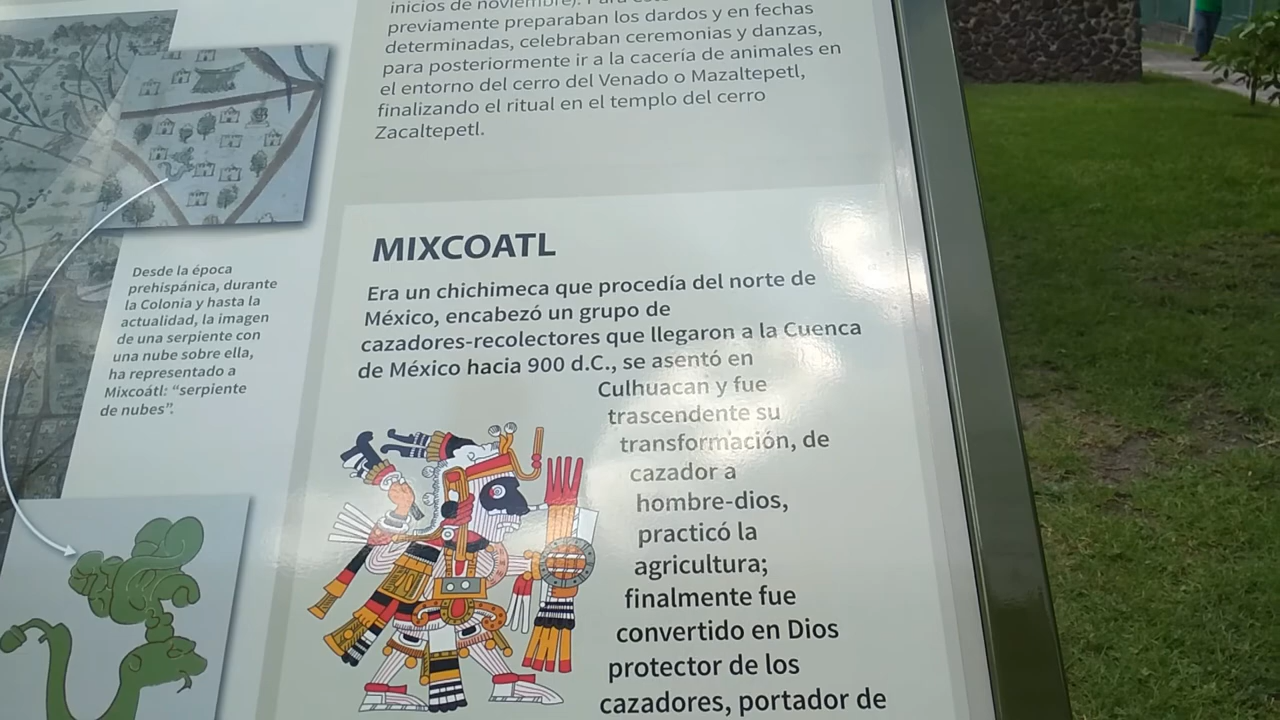 inicios de noviembre). Para
previamente preparaban los dardos y en fechas
determinadas, celebraban ceremonias y danzas,
para posteriormente ir a la cacería de animales en
el entorno del cerro del Venado o Mazaltepetl,
finalizando el ritual en el templo del cerro
Zacaltepetl.
Desde la época
prehispánica, durante
la Colonia y hasta la
actualidad, la imagen
de una serpiente con
una nube sobre ella,
ha representado a
Mixcoátl: “serpiente
de nubes”.
MIXCOATL
Era un chichimeca que procedía del norte de
México, encabezó un grupo de
cazadores-recolectores que llegaron a la Cuenca
de México hacia 900 d.C., se asentó en
Culhuacan y fue
trascendente su
transformación, de
cazador a
hombre-dios,
practicó la
agricultura;
finalmente fue
convertido en Dios
protector de los
cazadores, portador de